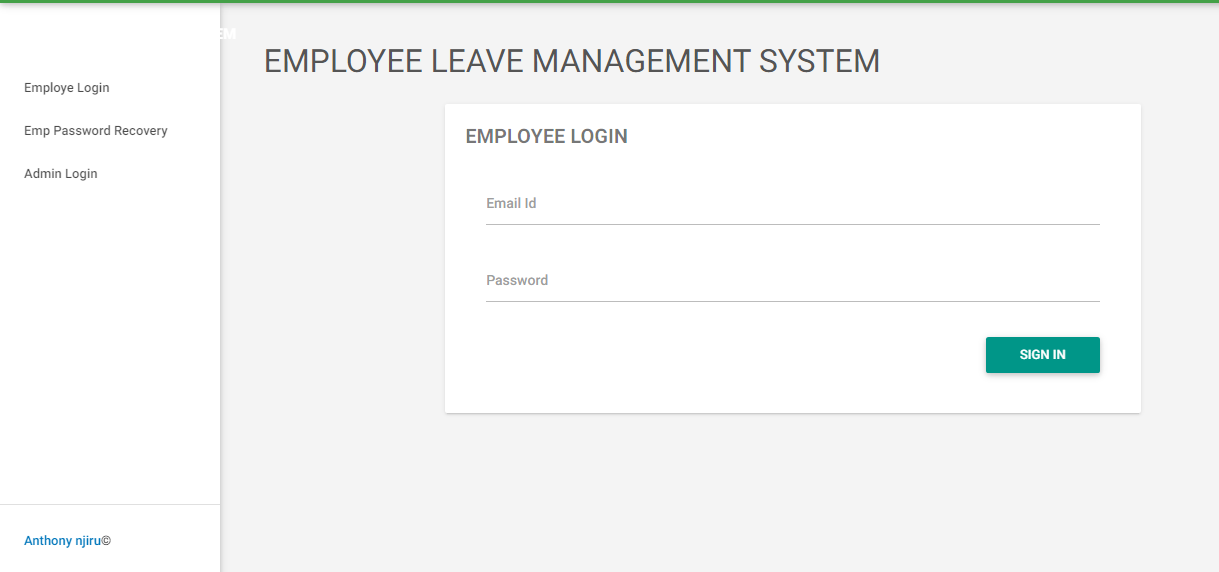 EM
EMPLOYEE LEAVE MANAGEMENT SYSTEM
Employe Login
Emp Password Recovery
Admin Login
EMPLOYEE LOGIN
Email Id
Password
SIGN IN
Anthony njiru©